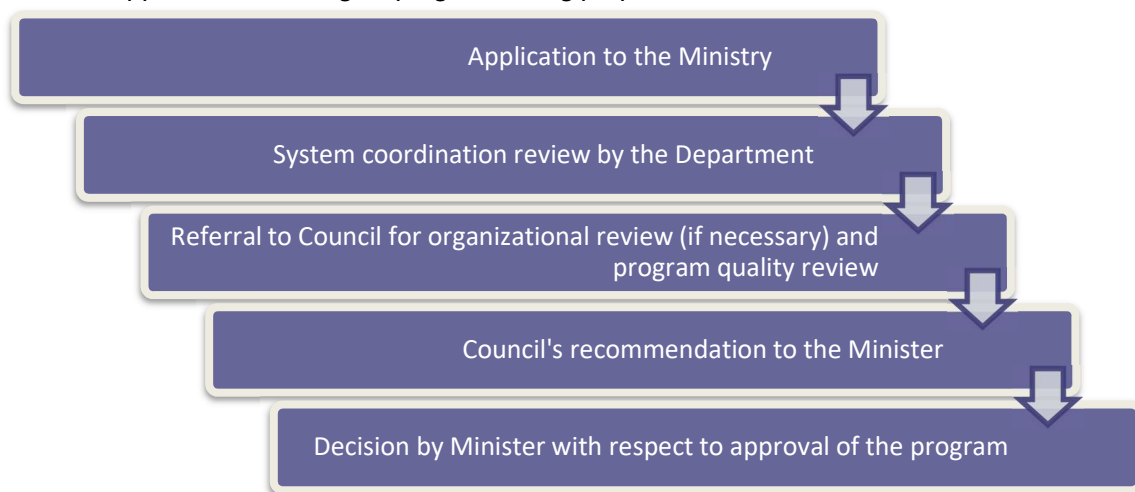 Application to the Ministry
System coordination review by the Department
Referral to Council for organizational review (if necessary) and
program quality review
Council's recommendation to the Minister
Decision by Minister with respect to approval of the program